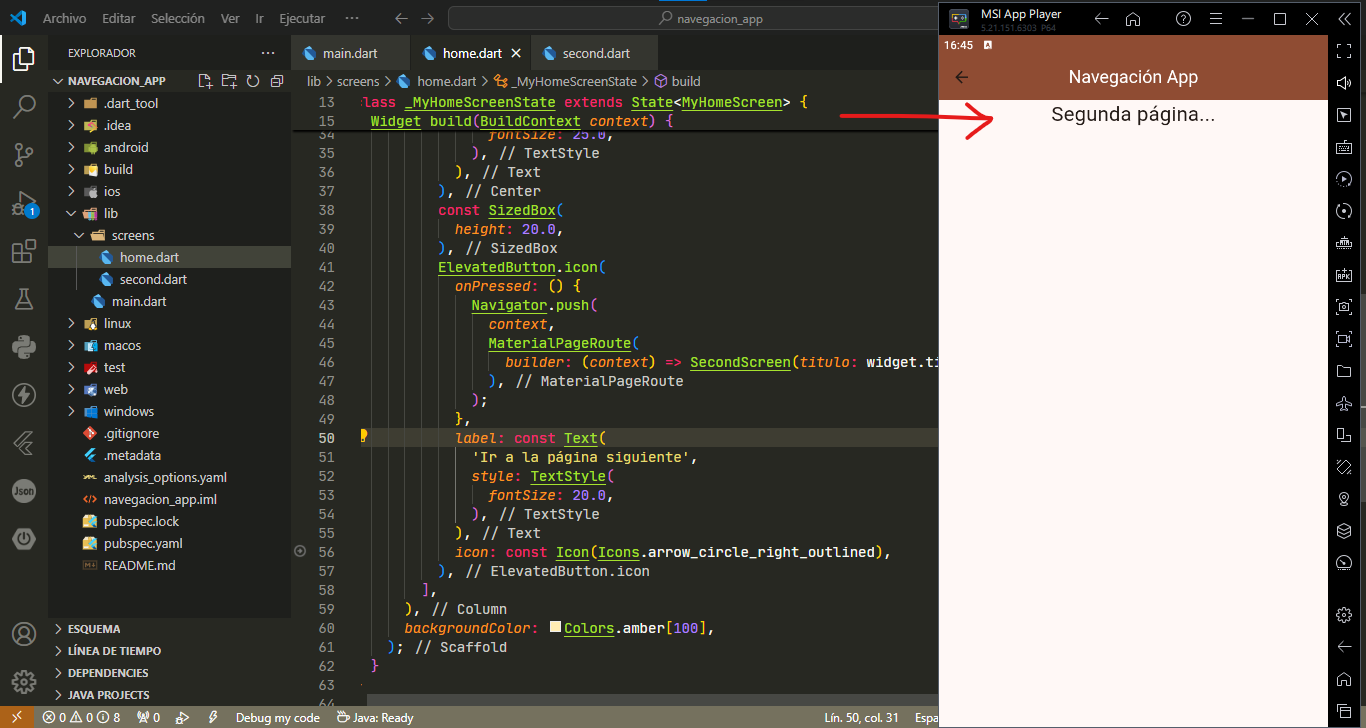 Archivo Editar Selección Ver Ir Ejecutar ··· navegacion_app
MSI App Player
5.21.151.6303 P64
EXPLORADOR ···
main.dart home.dart second.dart
NAVEGACION_APP
lib > screens > home.dart > _MyHomeScreenState > build
.dart_tool
.idea
android
build
ios
lib
screens
home.dart
second.dart
main.dart
linux
macos
test
web
windows
.gitignore
.metadata
analysis_options.yaml
navegacion_app.iml
pubspec.lock
pubspec.yaml
README.md
ESQUEMA
LÍNEA DE TIEMPO
DEPENDENCIES
JAVA PROJECTS
1
Json
13 lass _MyHomeScreenState extends State<MyHomeScreen> {
15 Widget build(BuildContext context) {
34 fontSize: 25.0,
35 ), // TextStyle
36 ), // Text
37 ), // Center
38 const SizedBox(
39 height: 20.0,
40 ), // SizedBox
41 ElevatedButton.icon(
42 onPressed: () {
43 Navigator.push(
44 context,
45 MaterialPageRoute(
46 builder: (context) => SecondScreen(titulo: widget.ti
47 ), // MaterialPageRoute
48 );
49 },
50 label: const Text(
51 'Ir a la página siguiente',
52 style: TextStyle(
53 fontSize: 20.0,
54 ), // TextStyle
55 ), // Text
56 icon: const Icon(Icons.arrow_circle_right_outlined),
57 ), // ElevatedButton.icon
58 ],
59 ), // Column
60 backgroundColor: Colors.amber[100],
61 ); // Scaffold
62 }
63
64
16:45 A
Navegación App
Segunda página...
APK
0 0 8 0 Debug my code Java: Ready Lín. 50, col. 31 Espa